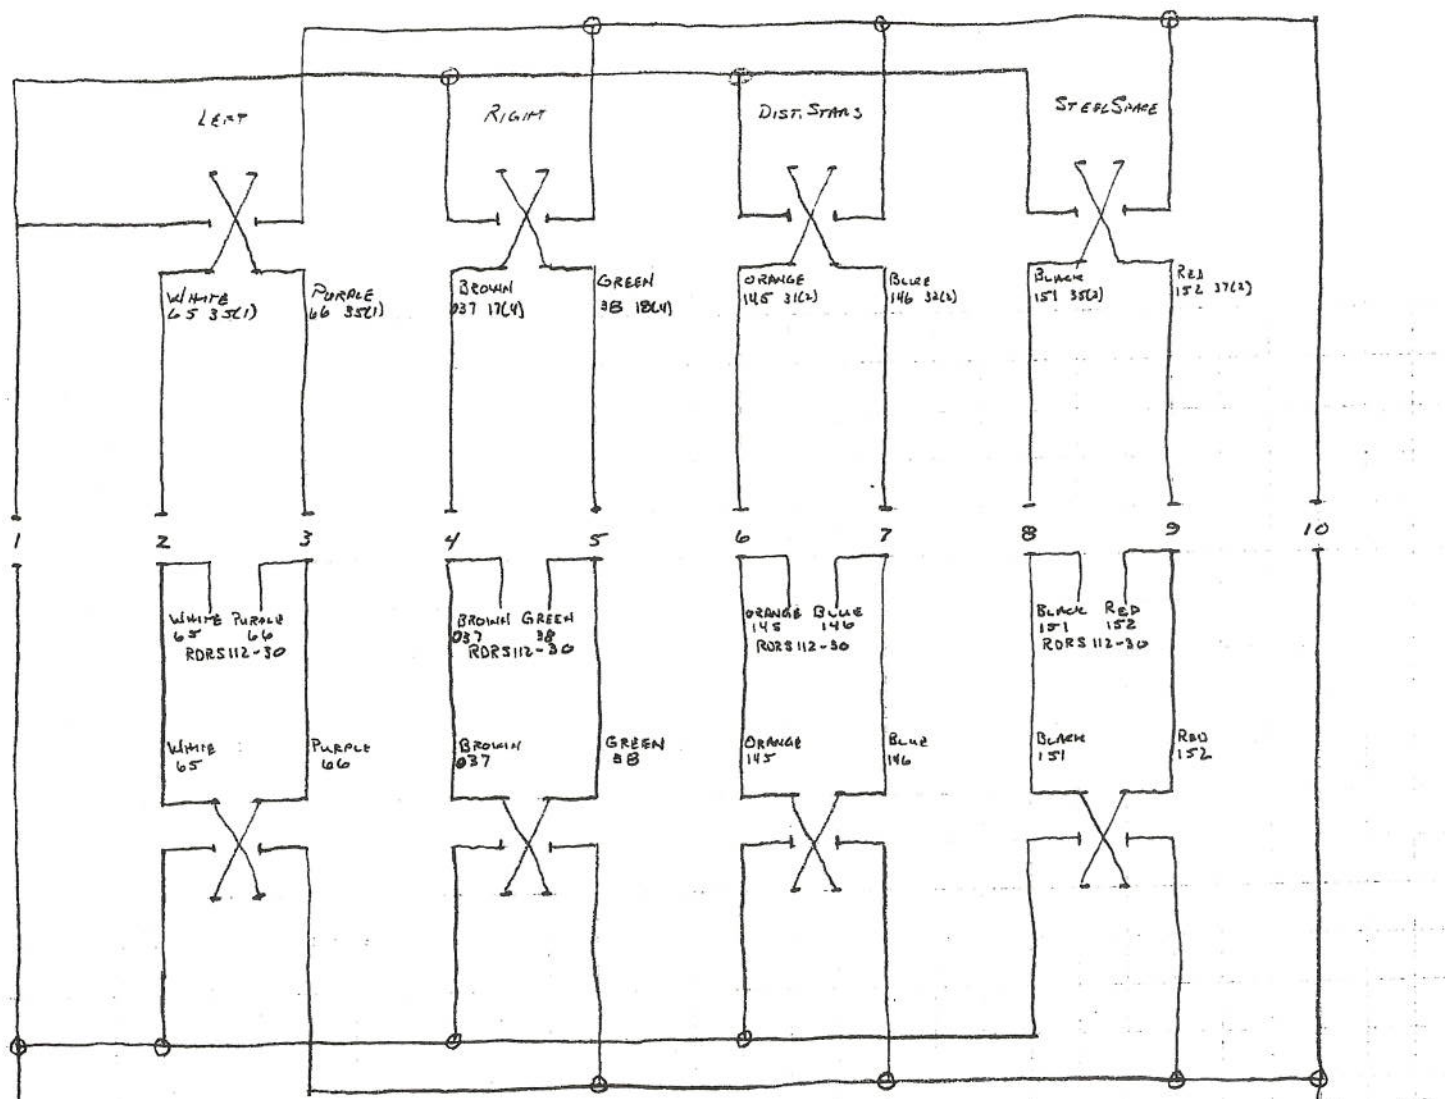 LEFT
RIGHT
DIST. STARS
STEEL SPARE
WHITE
65 35(1)
PURPLE
66 35(1)
BROWN
037 17(4)
GREEN
38 18(4)
ORANGE
145 31(2)
BLUE
146 32(2)
BLACK
151 35(2)
RED
152 37(2)
1 2 3 4 5 6 7 8 9 10
WHITE PURPLE
65 66
RDRS112-30
BROWN GREEN
037 38
RDRS112-30
ORANGE BLUE
145 146
RDRS112-30
BLACK RED
151 152
RDRS112-30
WHITE
65
PURPLE
66
BROWN
037
GREEN
38
ORANGE
145
BLUE
146
BLACK
151
RED
152